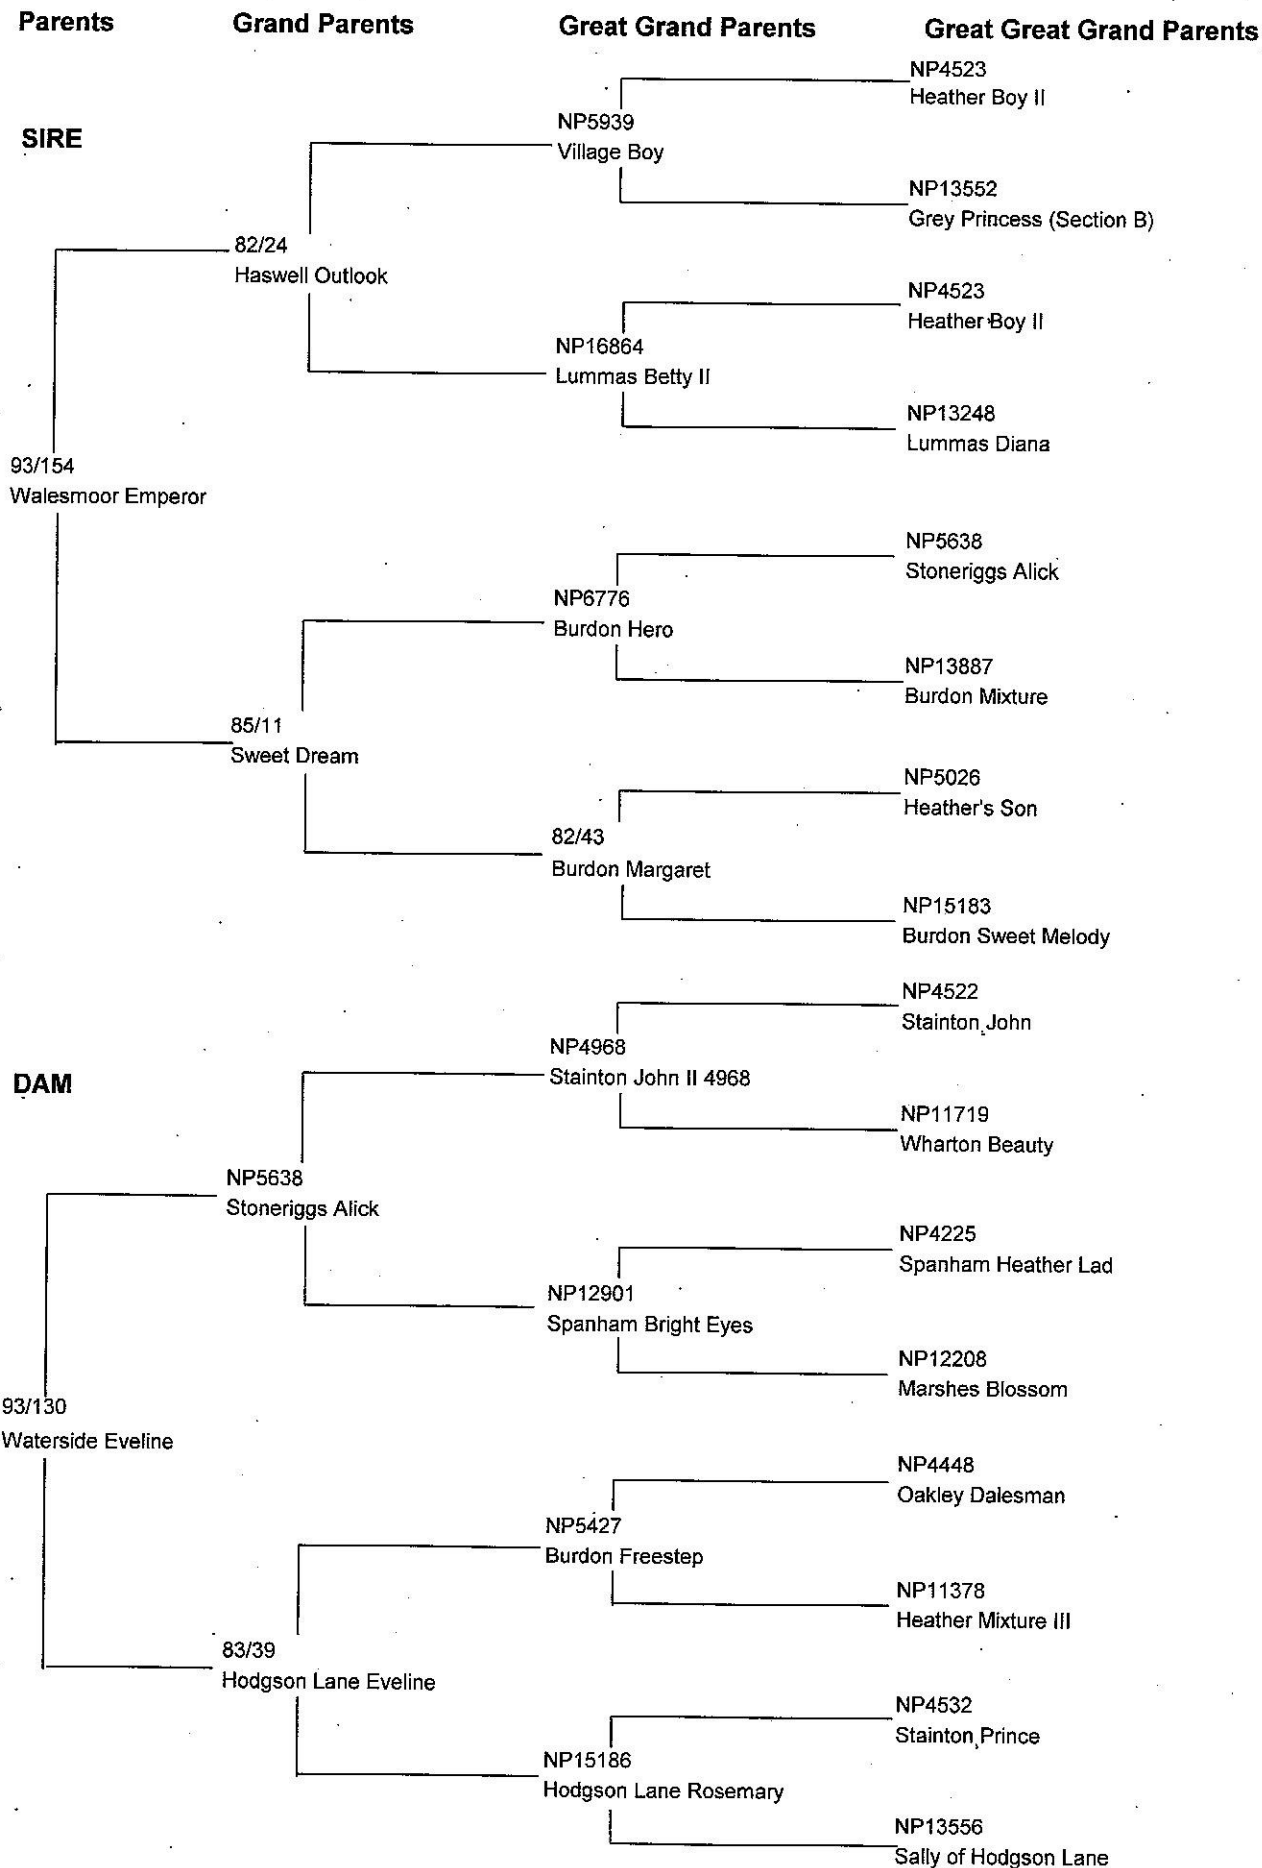 Parents Grand Parents Great Grand Parents Great Great Grand Parents
NP4523
Heather Boy II
NP5939
Village Boy
SIRE
NP13552
Grey Princess (Section B)
82/24
Haswell Outlook
NP4523
Heather Boy II
NP16864
Lummas Betty II
NP13248
Lummas Diana
93/154
Walesmoor Emperor
NP5638
Stoneriggs Alick
NP6776
Burdon Hero
NP13887
Burdon Mixture
85/11
Sweet Dream
NP5026
Heather's Son
82/43
Burdon Margaret
NP15183
Burdon Sweet Melody
NP4522
Stainton John
NP4968
Stainton John II 4968
DAM
NP11719
Wharton Beauty
NP5638
Stoneriggs Alick
NP4225
Spanham Heather Lad
NP12901
Spanham Bright Eyes
NP12208
Marshes Blossom
93/130
Waterside Eveline
NP4448
Oakley Dalesman
NP5427
Burdon Freestep
NP11378
Heather Mixture III
83/39
Hodgson Lane Eveline
NP4532
Stainton Prince
NP15186
Hodgson Lane Rosemary
NP13556
Sally of Hodgson Lane